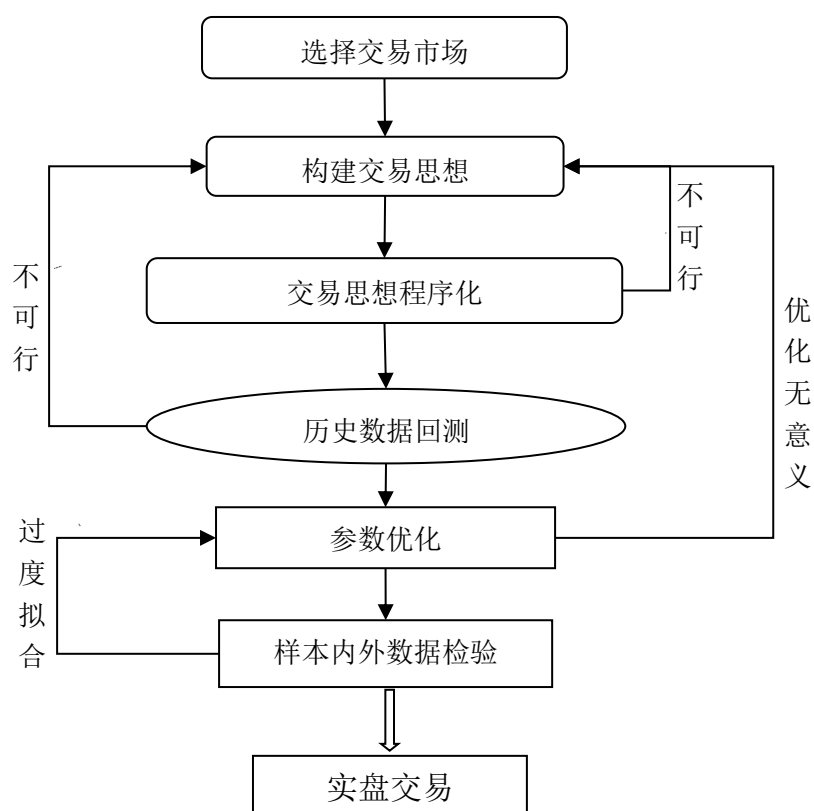 选择交易市场
构建交易思想
不可行
交易思想程序化
不可行
优化无意义
历史数据回测
参数优化
过度拟合
样本内外数据检验
实盘交易